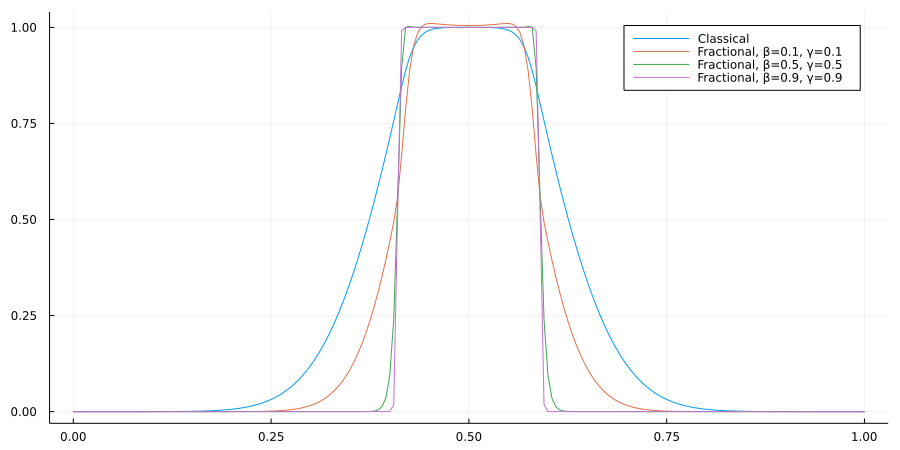 1.00
0.75
0.50
0.25
0.00
0.00 0.25 0.50 0.75 1.00
Classical
Fractional, β=0.1, γ=0.1
Fractional, β=0.5, γ=0.5
Fractional, β=0.9, γ=0.9